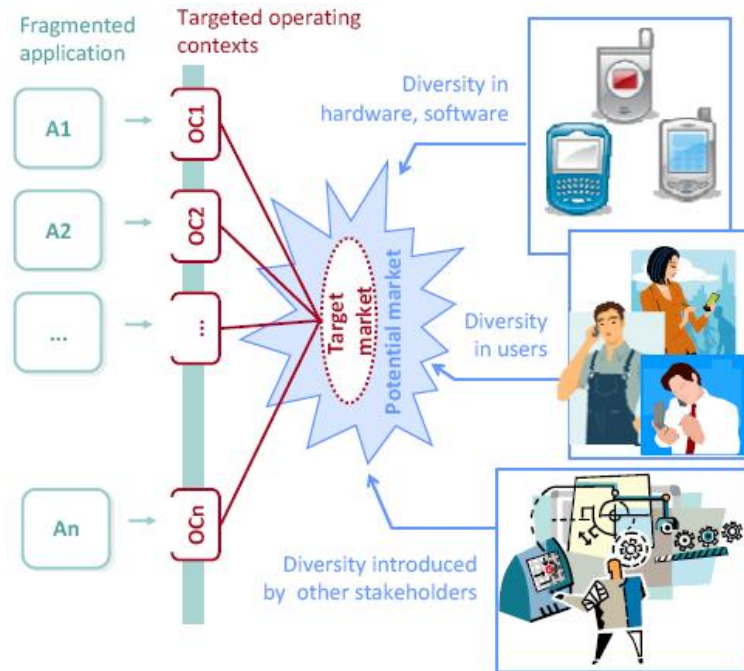 Fragmented
application
Targeted operating
contexts
A1
OC1
A2
OC2
...
...
An
OCn
Target
market
Potential market
Diversity in
hardware, software
Diversity
in users
Diversity introduced
by other stakeholders